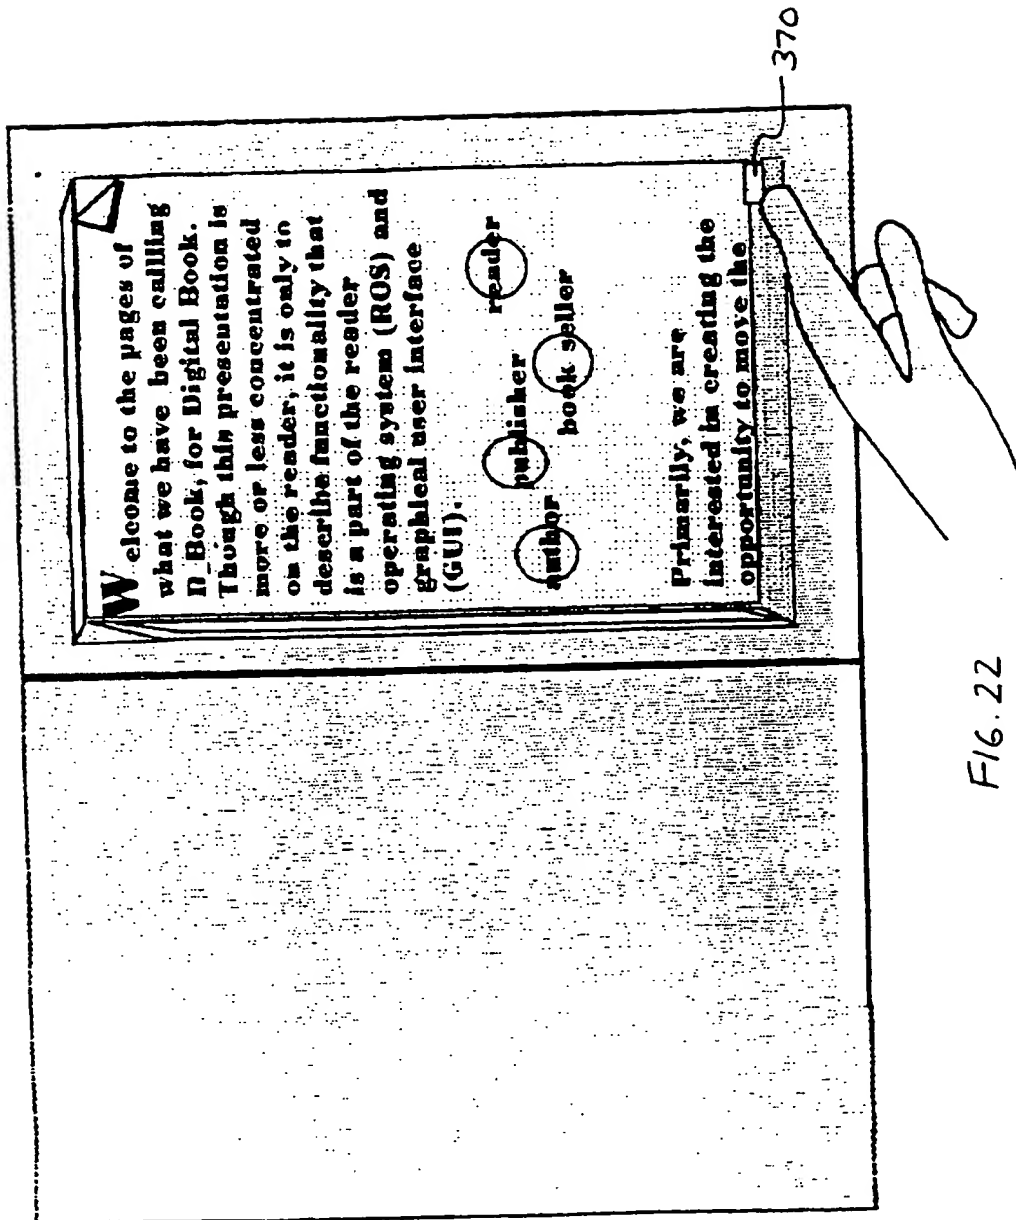 Welcome to the pages of
what we have been callling
D_Book, for Digital Book.
Though this presentation is
more or less concentrated
on the reader, it is only to
describe functionality that
is a part of the reader
operating system (ROS) and
graphical user interface
(GUI).
author publisher reader
book seller
Primarily, we are
interested in creating the
opportunity to move the
370
FIG. 22